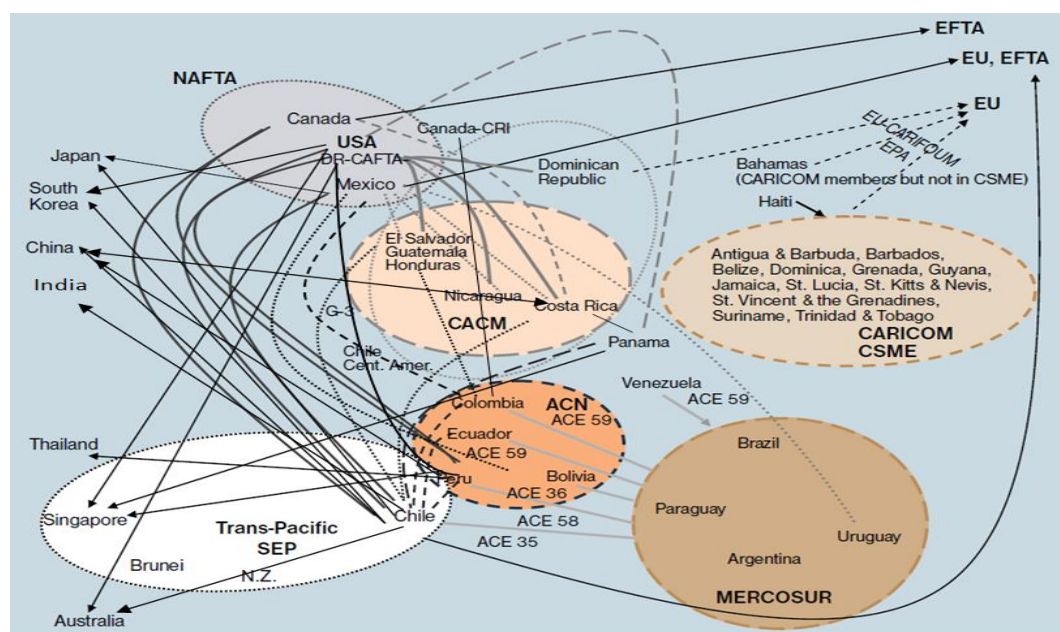 EFTA
EU, EFTA
NAFTA
EU
Canada
Canada-CRI
USA
EU-CARIFOUM
EPA
DR-CAFTA
Japan
Dominican
Republic
Bahamas
(CARICOM members but not in CSME)
Mexico
South
Korea
Haiti
China
El Salvador
Guatemala
Honduras
Antigua & Barbuda, Barbados,
Belize, Dominica, Grenada, Guyana,
Jamaica, St. Lucia, St. Kitts & Nevis,
St. Vincent & the Grenadines,
Suriname, Trinidad & Tobago
India
Nicaragua
Costa Rica
G-3
CACM
CARICOM
CSME
Panama
Chile
Cent. Amer.
Venezuela
ACE 59
Colombia
ACN
ACE 59
Thailand
Ecuador
ACE 59
Brazil
Peru
Bolivia
ACE 36
Paraguay
Singapore
Trans-Pacific
SEP
Chile
ACE 58
ACE 35
Uruguay
Brunei
N.Z.
Argentina
MERCOSUR
Australia